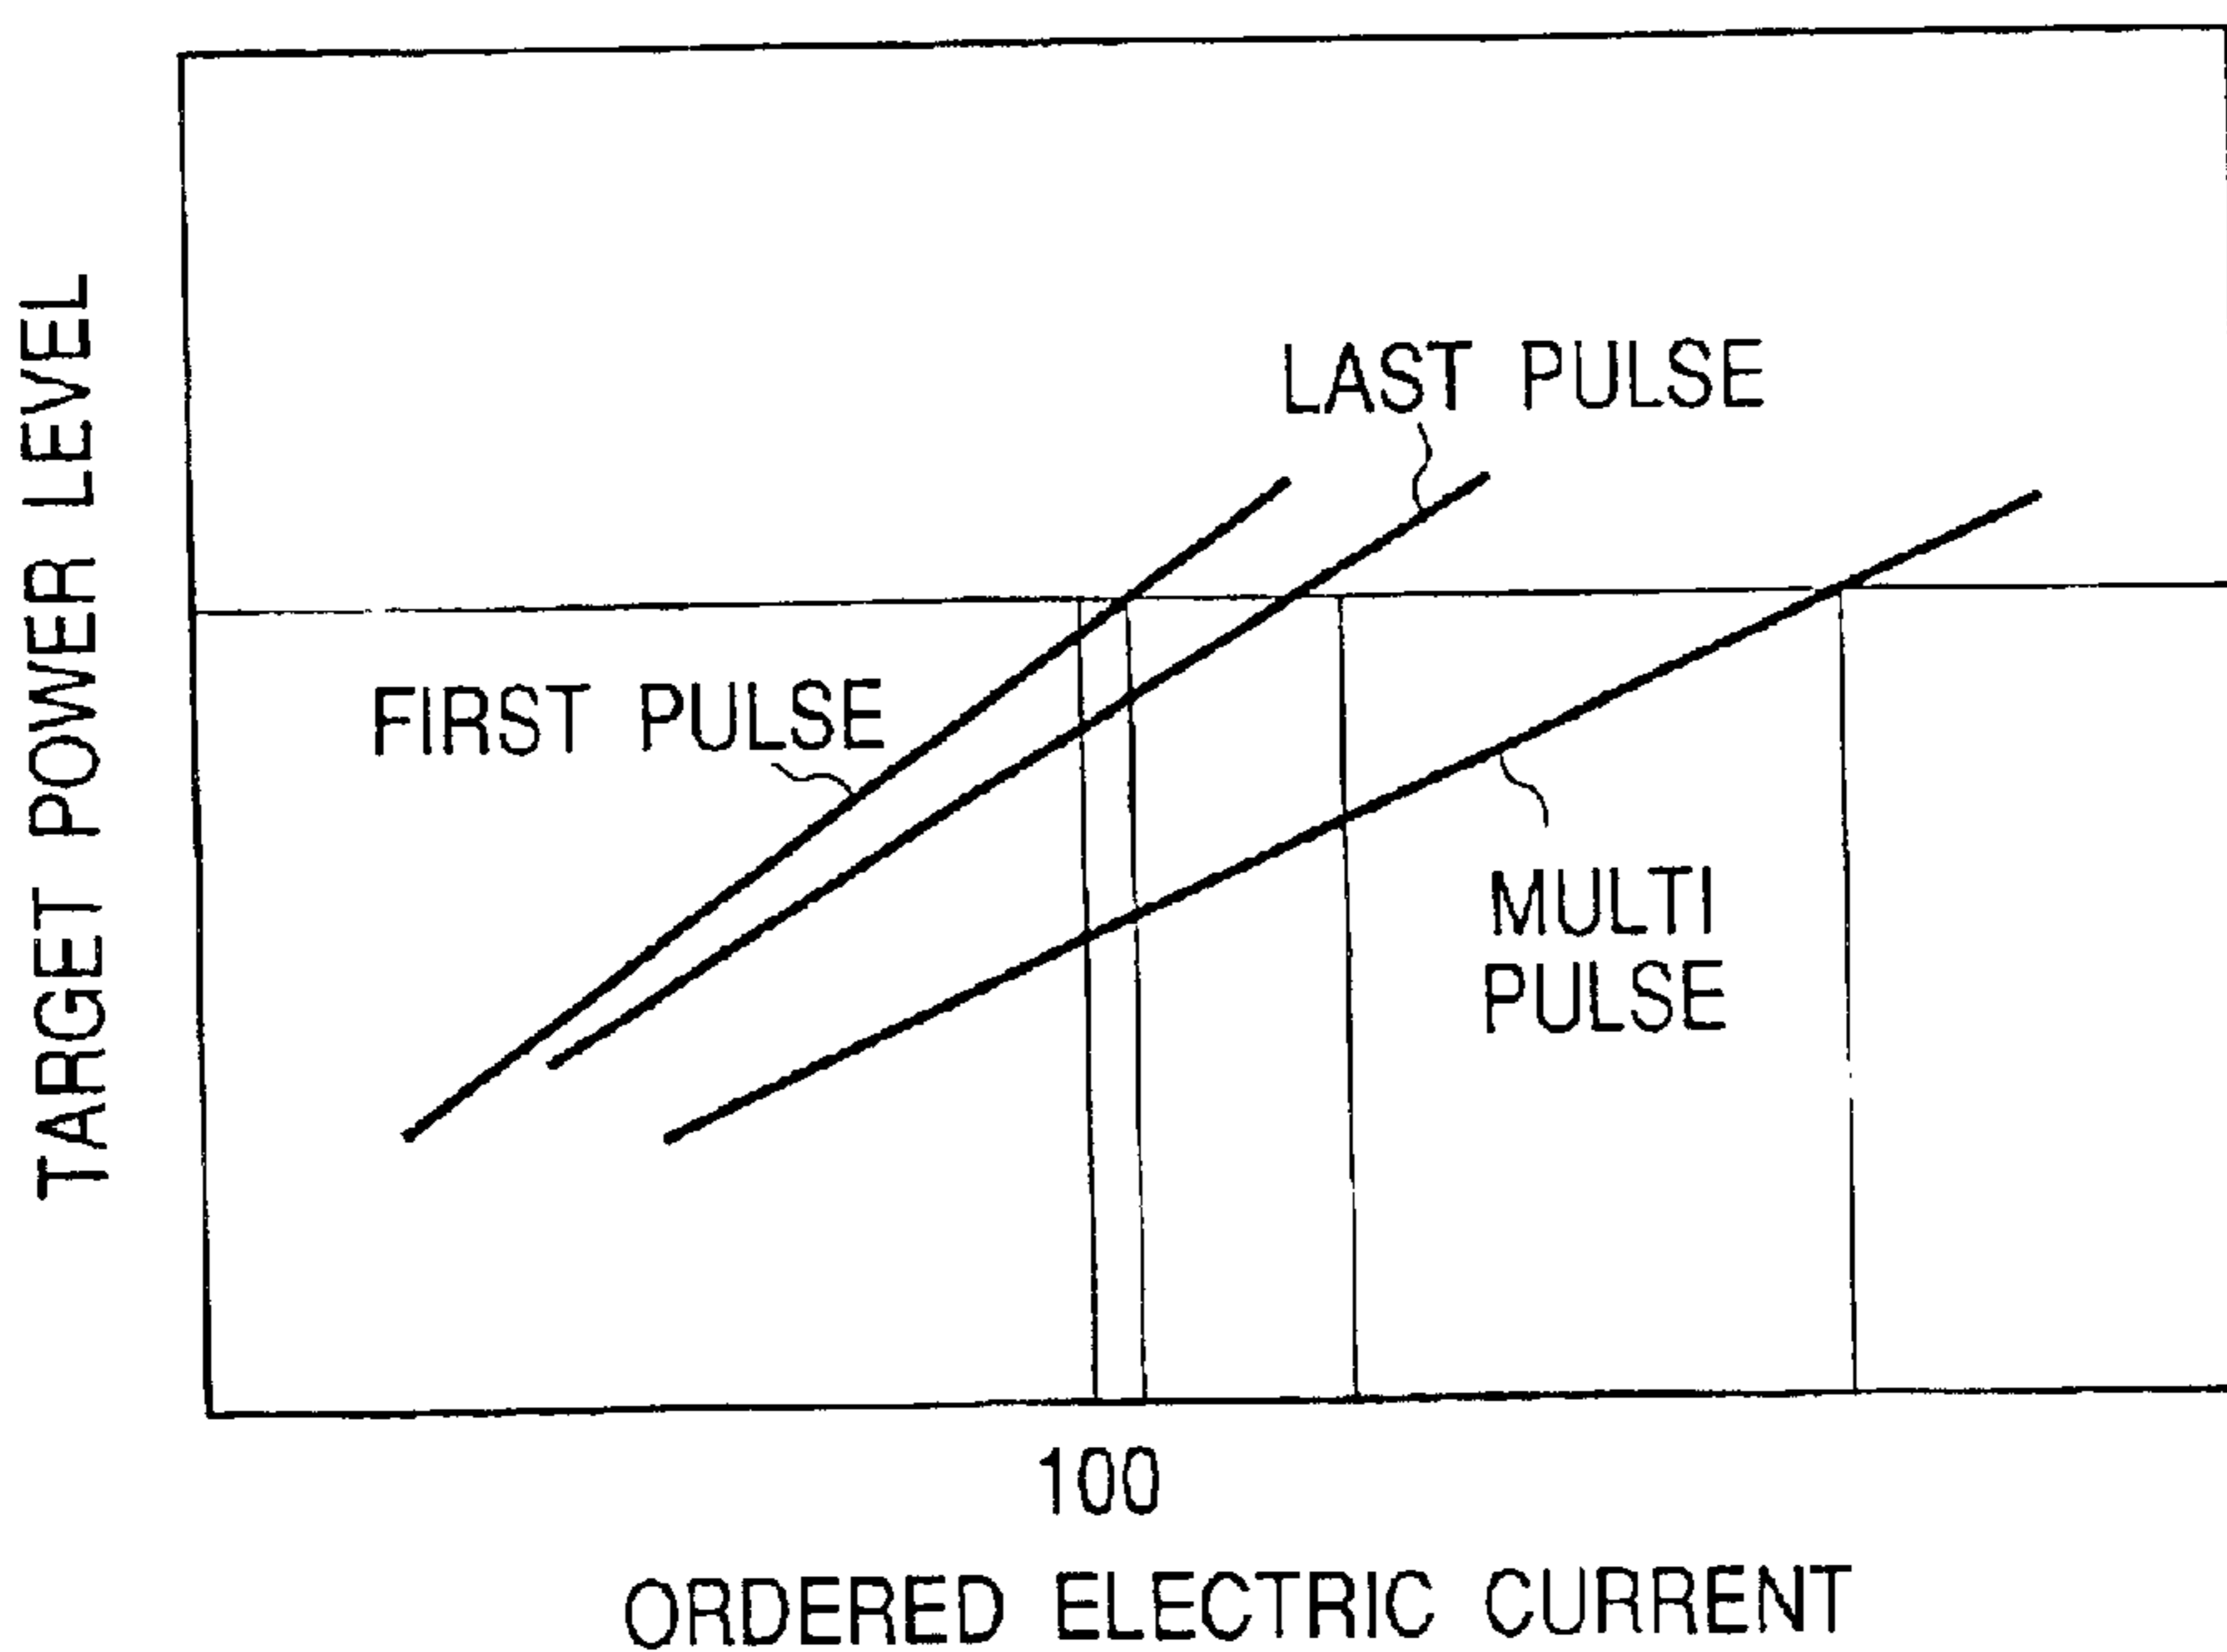 TARGET POWER LEVEL
LAST PULSE
FIRST PULSE
MULTI
PULSE
100
ORDERED ELECTRIC CURRENT